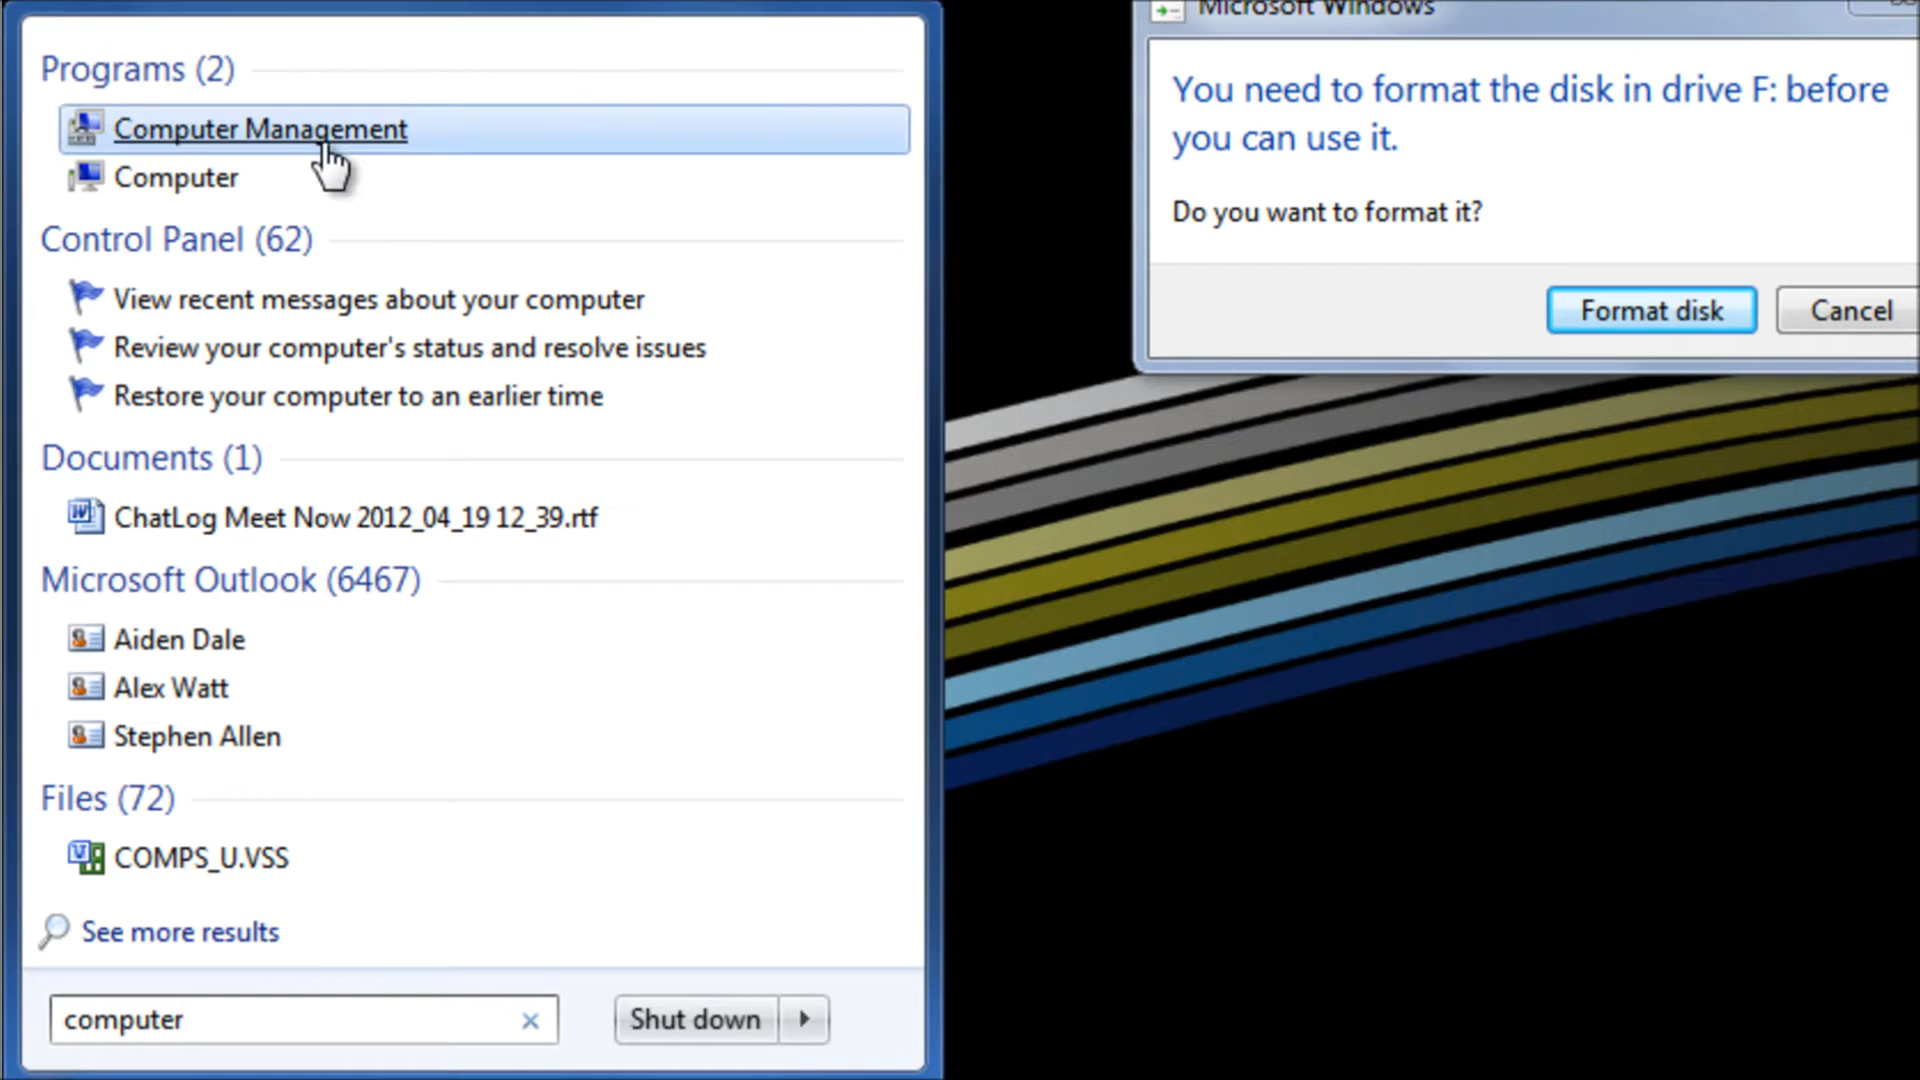 Programs (2)
Computer Management
Computer
Control Panel (62)
View recent messages about your computer
Review your computer's status and resolve issues
Restore your computer to an earlier time
Documents (1)
ChatLog Meet Now 2012_04_19 12_39.rtf
Microsoft Outlook (6467)
Aiden Dale
Alex Watt
Stephen Allen
Files (72)
COMPS_U.VSS
See more results
computer
Shut down
Microsoft Windows
You need to format the disk in drive F: before
you can use it.
Do you want to format it?
Format disk
Cancel